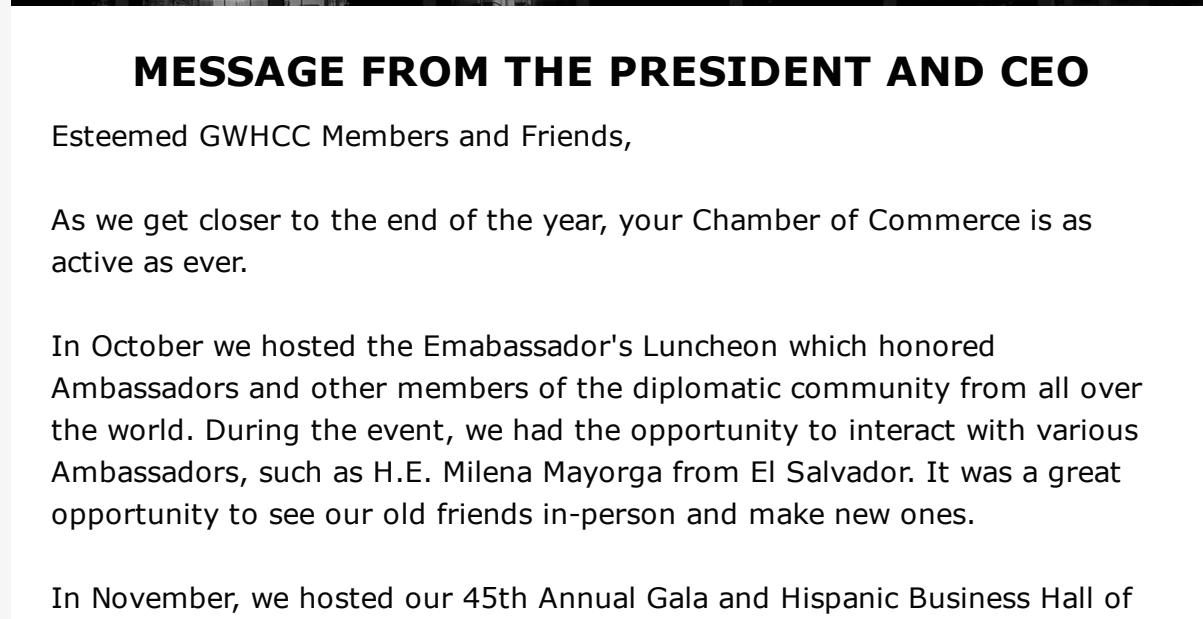 MESSAGE FROM THE PRESIDENT AND CEO
Esteemed GWHCC Members and Friends,
As we get closer to the end of the year, your Chamber of Commerce is as
active as ever.
In October we hosted the Emabassador's Luncheon which honored
Ambassadors and other members of the diplomatic community from all over
the world. During the event, we had the opportunity to interact with various
Ambassadors, such as H.E. Milena Mayorga from El Salvador. It was a great
opportunity to see our old friends in-person and make new ones.
In November, we hosted our 45th Annual Gala and Hispanic Business Hall of